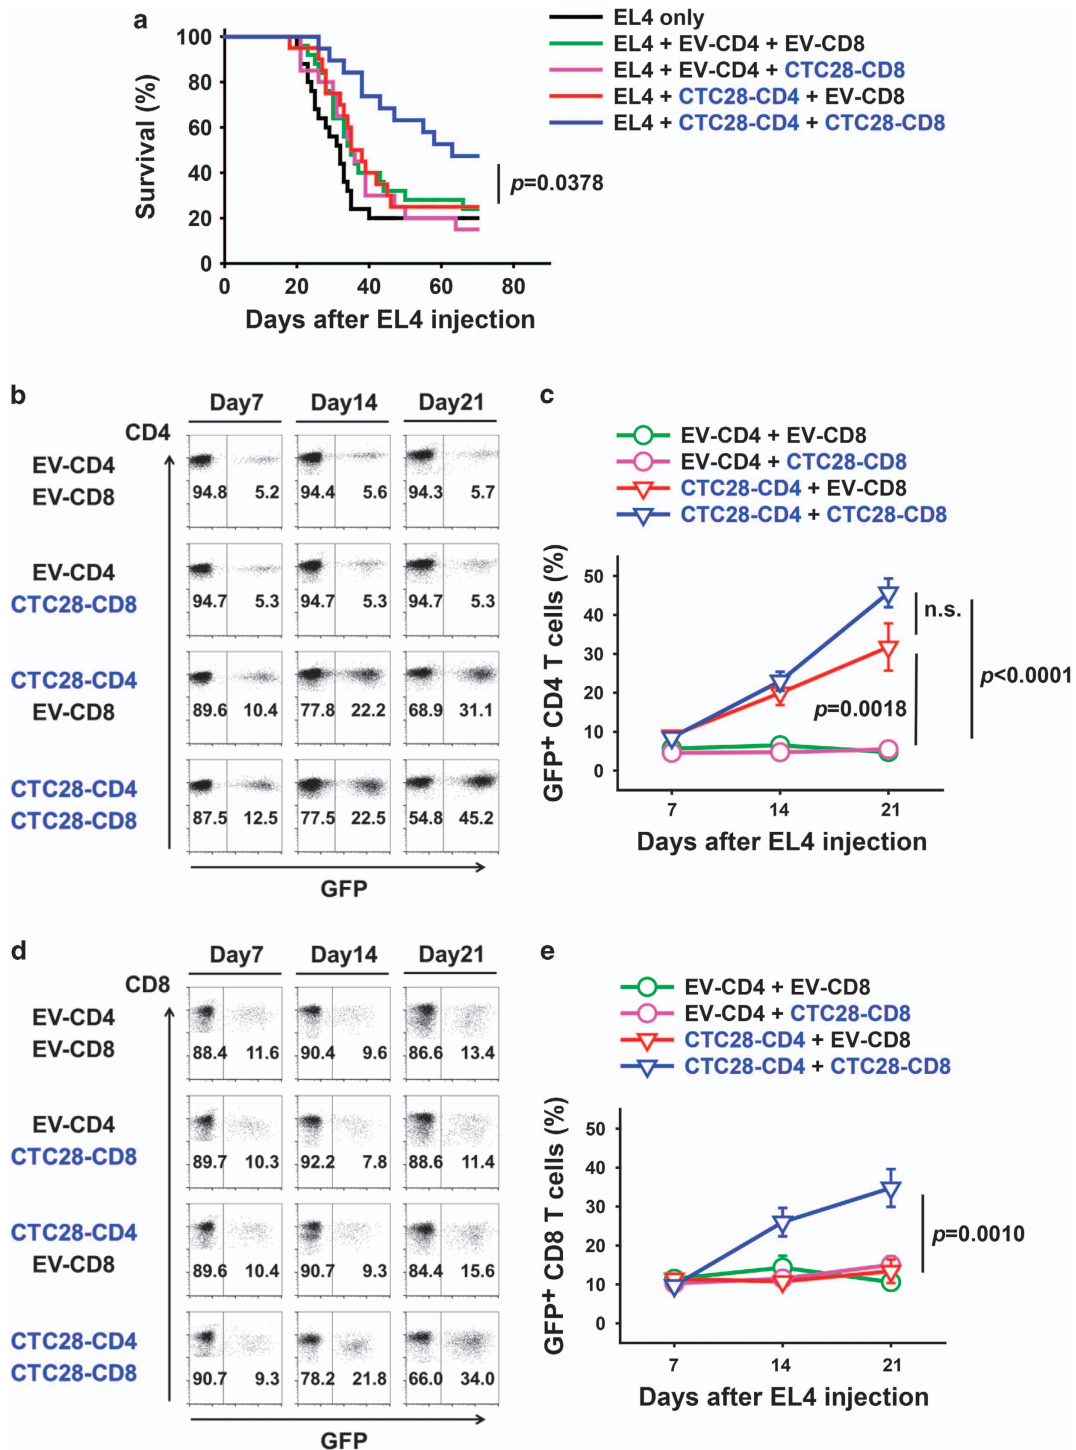 a
EL4 only
EL4 + EV-CD4 + EV-CD8
EL4 + EV-CD4 + CTC28-CD8
EL4 + CTC28-CD4 + EV-CD8
EL4 + CTC28-CD4 + CTC28-CD8
Survival (%)
100
80
60
40
20
0
p=0.0378
0 20 40 60 80
Days after EL4 injection
b
Day7 Day14 Day21
CD4
EV-CD4
EV-CD8
94.8 5.2 94.4 5.6 94.3 5.7
EV-CD4
CTC28-CD8
94.7 5.3 94.7 5.3 94.7 5.3
CTC28-CD4
EV-CD8
89.6 10.4 77.8 22.2 68.9 31.1
CTC28-CD4
CTC28-CD8
87.5 12.5 77.5 22.5 54.8 45.2
GFP
c
EV-CD4 + EV-CD8
EV-CD4 + CTC28-CD8
CTC28-CD4 + EV-CD8
CTC28-CD4 + CTC28-CD8
GFP+ CD4 T cells (%)
50
40
30
20
10
0
n.s.
p<0.0001
p=0.0018
7 14 21
Days after EL4 injection
d
Day7 Day14 Day21
CD8
EV-CD4
EV-CD8
88.4 11.6 90.4 9.6 86.6 13.4
EV-CD4
CTC28-CD8
89.7 10.3 92.2 7.8 88.6 11.4
CTC28-CD4
EV-CD8
89.6 10.4 90.7 9.3 84.4 15.6
CTC28-CD4
CTC28-CD8
90.7 9.3 78.2 21.8 66.0 34.0
GFP
e
EV-CD4 + EV-CD8
EV-CD4 + CTC28-CD8
CTC28-CD4 + EV-CD8
CTC28-CD4 + CTC28-CD8
GFP+ CD8 T cells (%)
50
40
30
20
10
0
p=0.0010
7 14 21
Days after EL4 injection